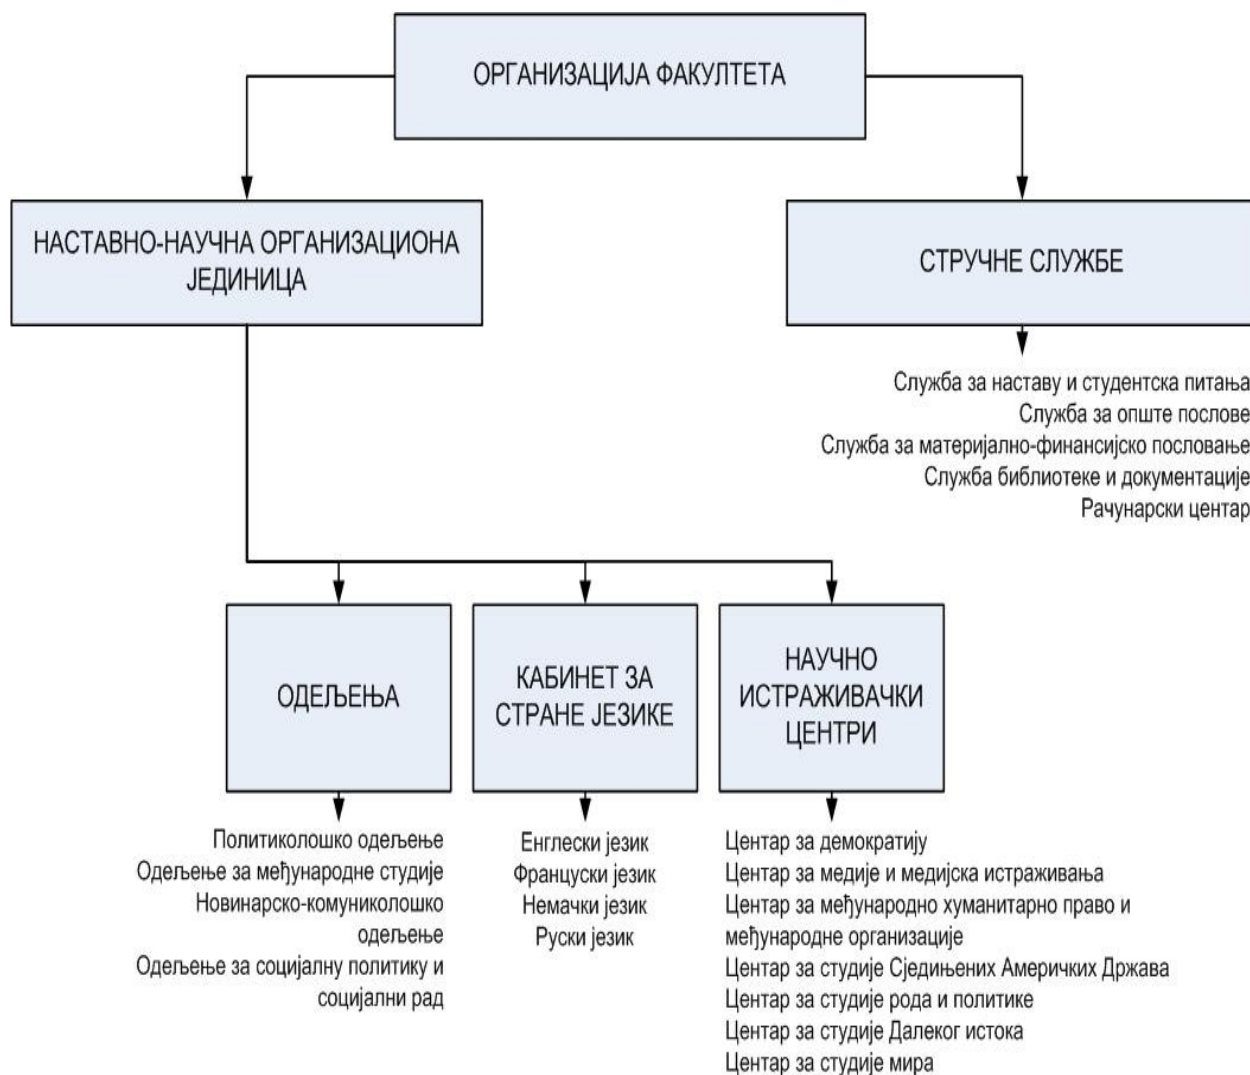 ОРГАНИЗАЦИЈА ФАКУЛТЕТА
НАСТАВНО-НАУЧНА ОРГАНИЗАЦИОНА
ЈЕДИНИЦА
СТРУЧНЕ СЛУЖБЕ
Служба за наставу и студентска питања
Служба за опште послове
Служба за материјално-финансијско пословање
Служба библиотеке и документације
Рачунарски центар
ОДЕЉЕЊА
КАБИНЕТ ЗА
СТРАНЕ ЈЕЗИКЕ
НАУЧНО
ИСТРАЖИВАЧКИ
ЦЕНТРИ
Политиколошко одељење
Одељење за међународне студије
Новинарско-комуниколошко
одељење
Одељење за социјалну политику и
социјални рад
Енглески језик
Француски језик
Немачки језик
Руски језик
Центар за демократију
Центар за медије и медијска истраживања
Центар за међународно хуманитарно право и
међународне организације
Центар за студије Сједињених Америчких Држава
Центар за студије рода и политике
Центар за студије Далеког истока
Центар за студије мира